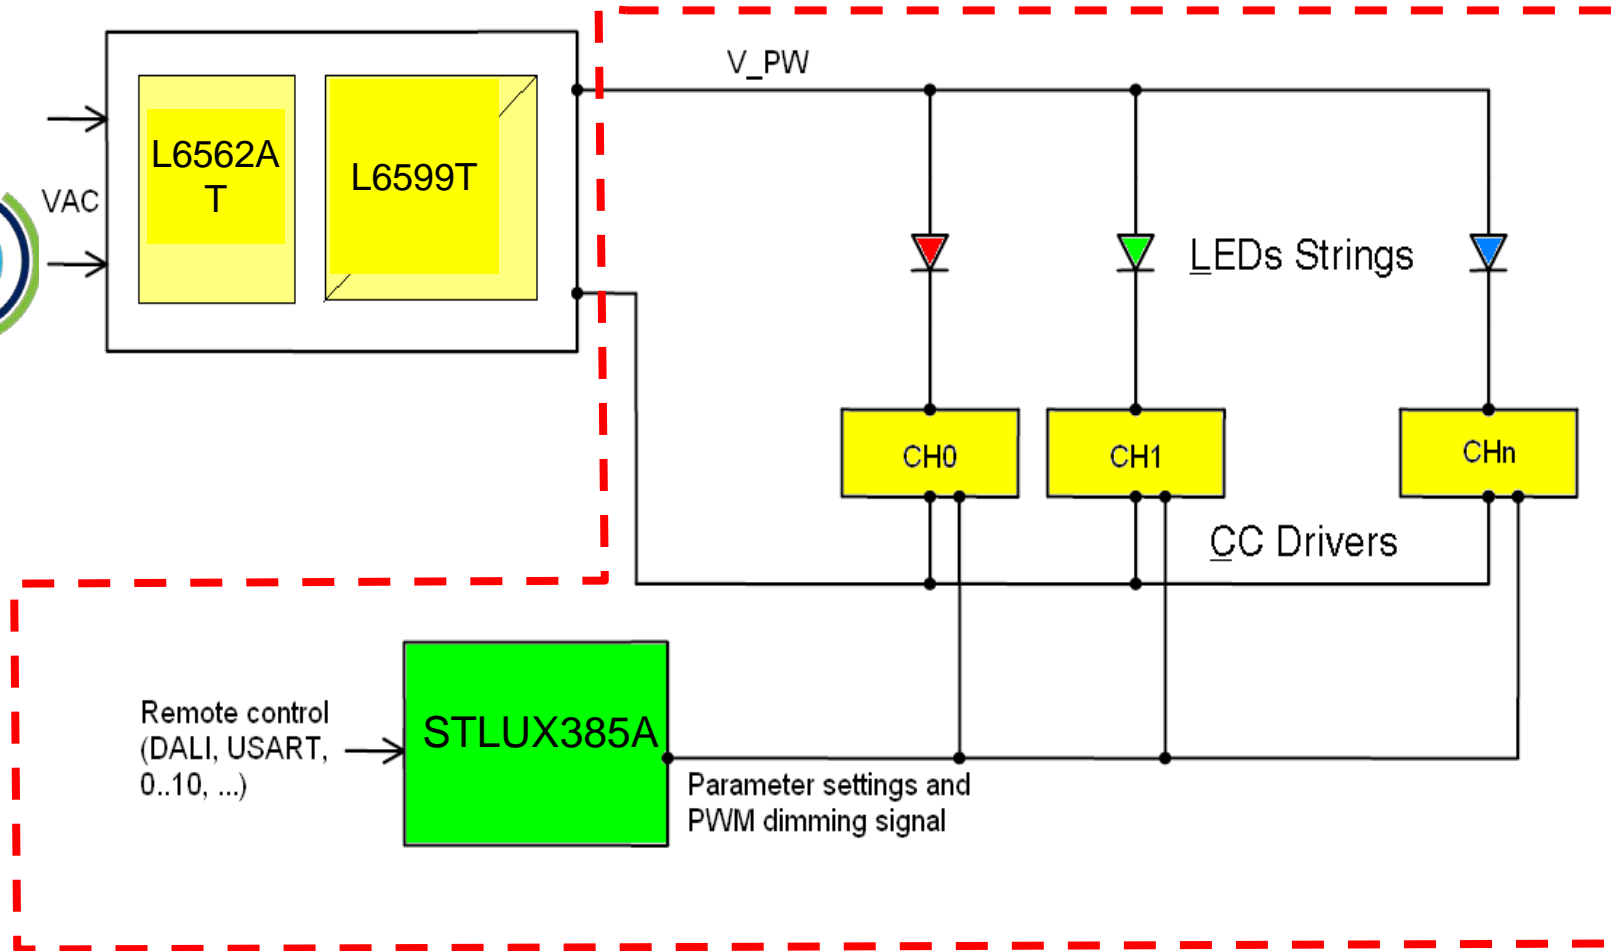 V_PW
L6562A
T
L6599T
VAC
LEDs Strings
CH0
CH1
CHn
CC Drivers
Remote control
(DALI, USART,
0..10, ...)
STLUX385A
Parameter settings and
PWM dimming signal